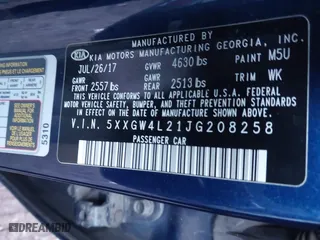 KIA MANUFACTURED BY
KIA MOTORS MANUFACTURING GEORGIA, INC.
JUL/26/17 GVWR 4630 lbs PAINT M5U
GAWR FRONT 2557 lbs GAWR REAR 2513 lbs TRIM WK
THIS VEHICLE CONFORMS TO ALL APPLICABLE U.S.A. FEDERAL
MOTOR VEHICLE SAFETY, BUMPER, AND THEFT PREVENTION
STANDARDS IN EFFECT ON THE DATE OF MANUFACTURE SHOWN ABOVE.
V.I.N. 5XXGW4L21JG208258
PASSENGER CAR
5310